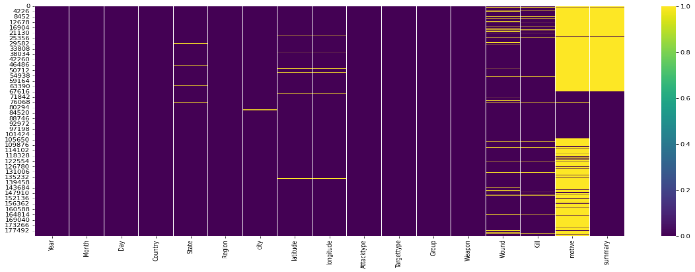 0
4226
8452
12678
16904
21130
25356
29582
33808
38034
42260
46486
50712
54938
59164
63390
67616
71842
76068
80294
84520
88746
92972
97198
101424
105650
109876
114102
118328
122554
126780
131006
135232
139458
143684
147910
152136
156362
160588
164814
169040
173266
177492
Year
Month
Day
Country
State
Region
city
latitude
longitude
Attacktype
Targettype
Group
Weapon
Wound
Kill
motive
summary
1.0
0.8
0.6
0.4
0.2
0.0